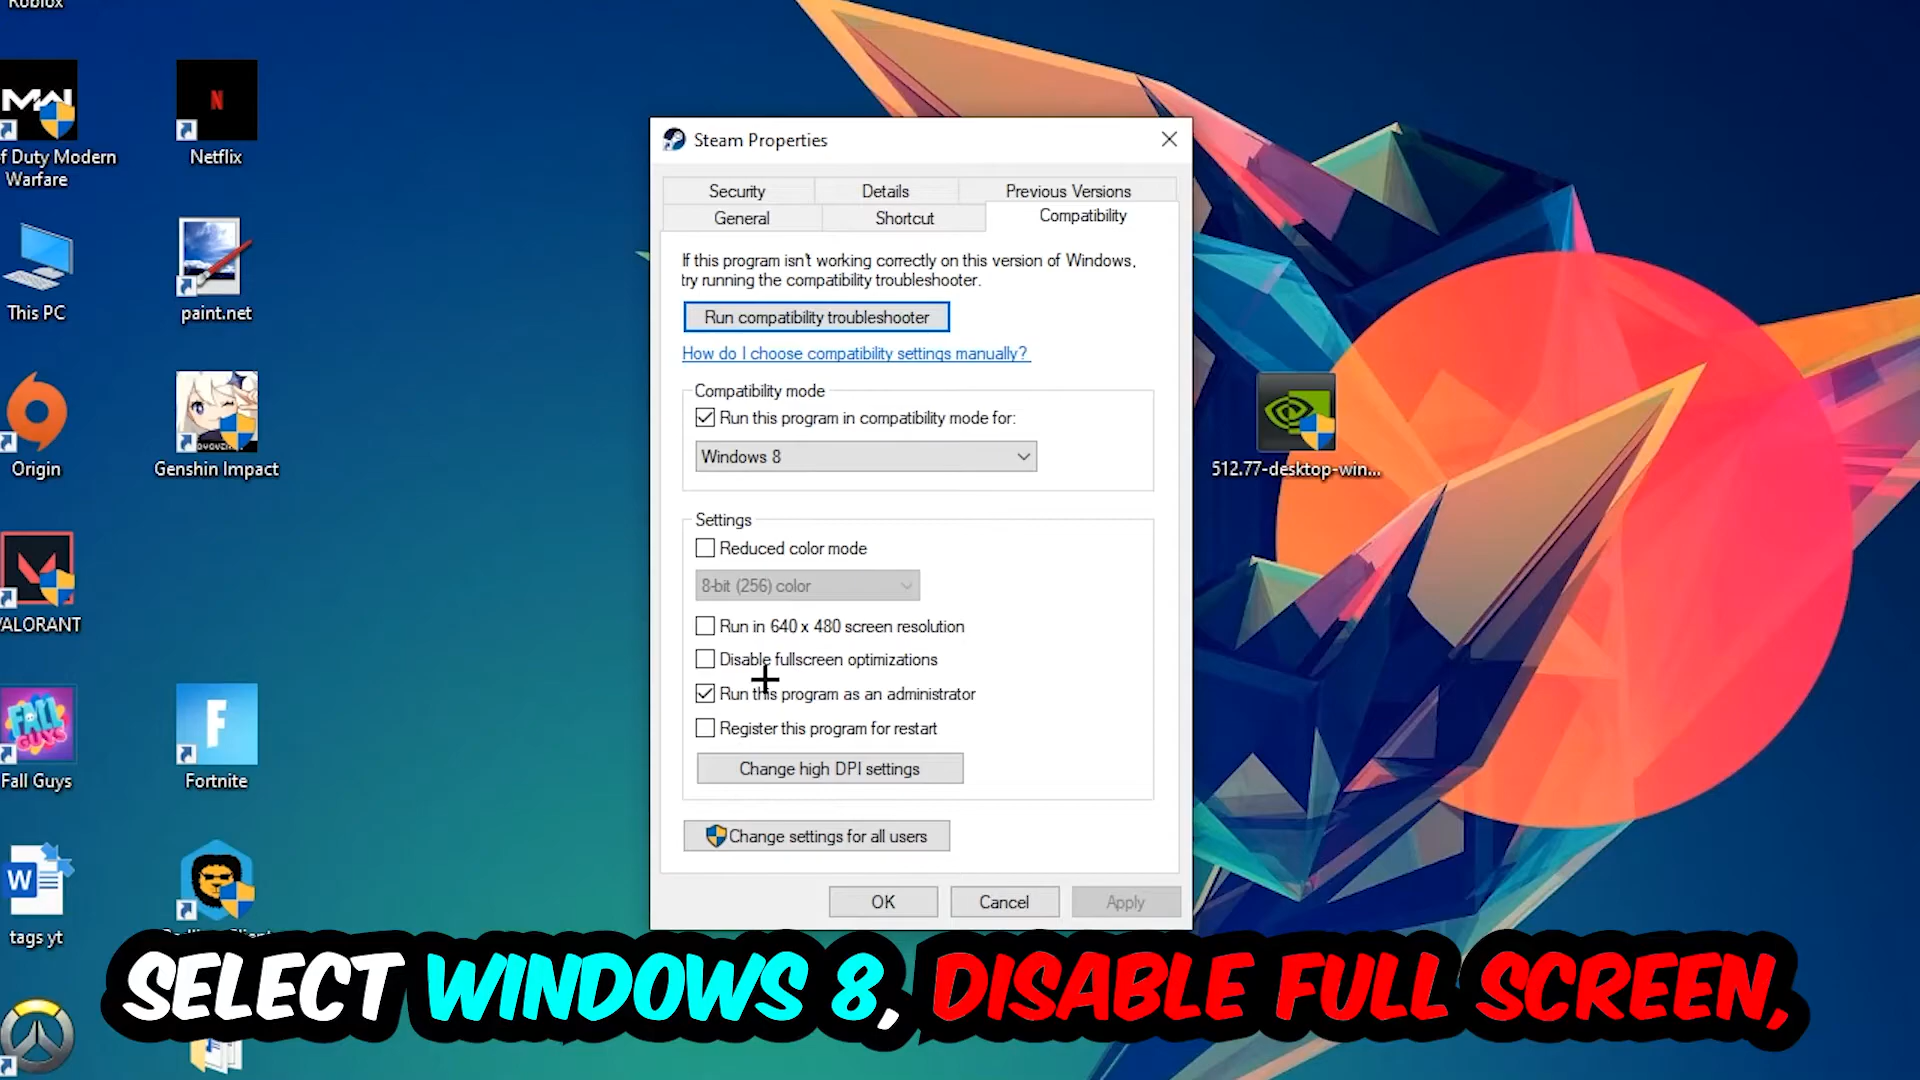 Roblox
MW
f Duty Modern
Warfare
N
Netflix
This PC
paint.net
Origin
Genshin Impact
VALORANT
FALL
GUYS
Fall Guys
F
Fortnite
W
tags yt
Steam Properties
Security
Details
Previous Versions
General
Shortcut
Compatibility
If this program isn't working correctly on this version of Windows,
try running the compatibility troubleshooter.
Run compatibility troubleshooter
How do I choose compatibility settings manually?
Compatibility mode
Run this program in compatibility mode for:
Windows 8
Settings
Reduced color mode
8-bit (256) color
Run in 640 x 480 screen resolution
Disable fullscreen optimizations
Run this program as an administrator
Register this program for restart
Change high DPI settings
Change settings for all users
OK
Cancel
Apply
512.77-desktop-win...
SELECT WINDOWS 8, DISABLE FULL SCREEN,